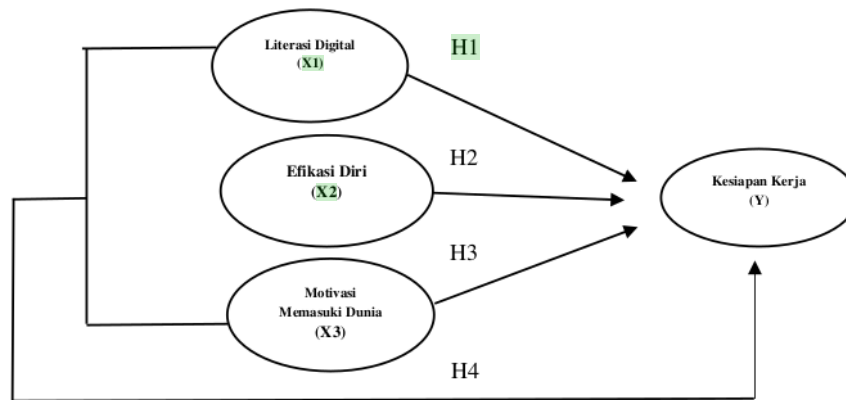 Literasi Digital
(X1)
H1
Efikasi Diri
(X2)
H2
Kesiapan Kerja
(Y)
H3
Motivasi
Memasuki Dunia
(X3)
H4